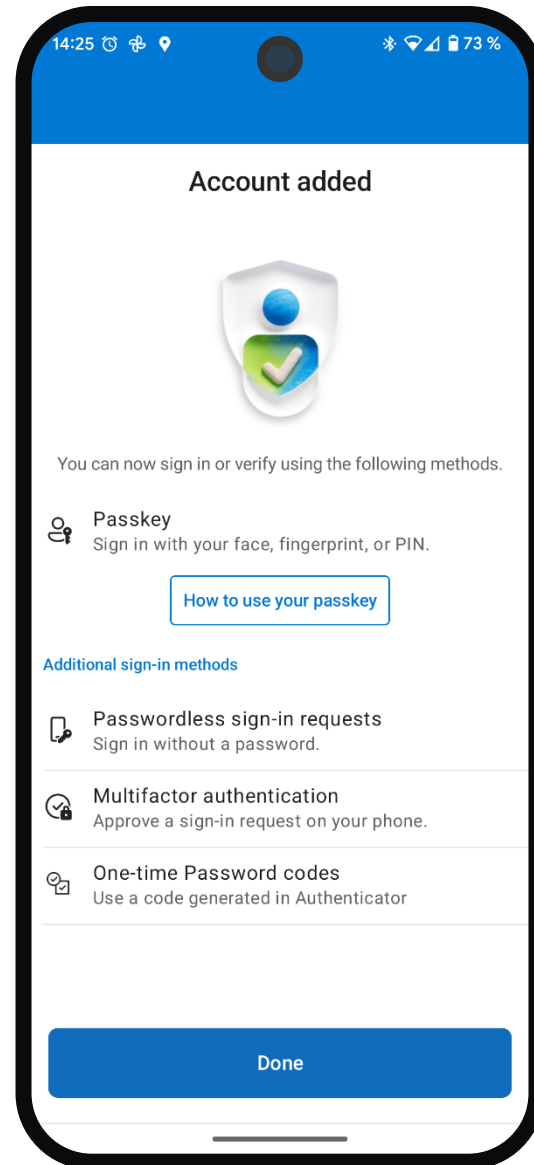 14:25 73 %
Account added
You can now sign in or verify using the following methods.
Passkey
Sign in with your face, fingerprint, or PIN.
How to use your passkey
Additional sign-in methods
Passwordless sign-in requests
Sign in without a password.
Multifactor authentication
Approve a sign-in request on your phone.
One-time Password codes
Use a code generated in Authenticator
Done